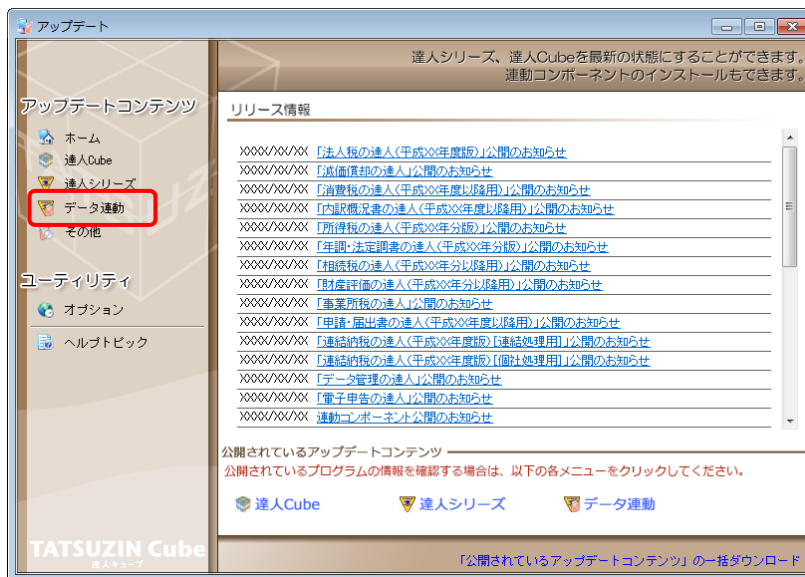 アップデート
達人シリーズ、達人Cubeを最新の状態にすることができます。
連動コンポーネントのインストールもできます。
アップデートコンテンツ
ホーム
達人Cube
達人シリーズ
データ連動
その他
ユーティリティ
オプション
ヘルプトピック
リリース情報
XXXX/XX/XX 「法人税の達人(平成XX年度版)」公開のお知らせ
XXXX/XX/XX 「減価償却の達人」公開のお知らせ
XXXX/XX/XX 「消費税の達人(平成XX年度以降用)」公開のお知らせ
XXXX/XX/XX 「内訳概況書の達人(平成XX年度以降用)」公開のお知らせ
XXXX/XX/XX 「所得税の達人(平成XX年分版)」公開のお知らせ
XXXX/XX/XX 「年調・法定調書の達人(平成XX年分版)」公開のお知らせ
XXXX/XX/XX 「相続税の達人(平成XX年分以降用)」公開のお知らせ
XXXX/XX/XX 「財産評価の達人(平成XX年分以降用)」公開のお知らせ
XXXX/XX/XX 「事業所税の達人」公開のお知らせ
XXXX/XX/XX 「申請・届出書の達人(平成XX年度以降用)」公開のお知らせ
XXXX/XX/XX 「連結納税の達人(平成XX年度版)[連結処理用]」公開のお知らせ
XXXX/XX/XX 「連結納税の達人(平成XX年度版)[個社処理用]」公開のお知らせ
XXXX/XX/XX 「データ管理の達人」公開のお知らせ
XXXX/XX/XX 「電子申告の達人」公開のお知らせ
XXXX/XX/XX 連動コンポーネント公開のお知らせ
公開されているアップデートコンテンツ
公開されているプログラムの情報を確認する場合は、以下の各メニューをクリックしてください。
達人Cube 達人シリーズ データ連動
TATSUZIN Cube
達人キューブ
「公開されているアップデートコンテンツ」の一括ダウンロード